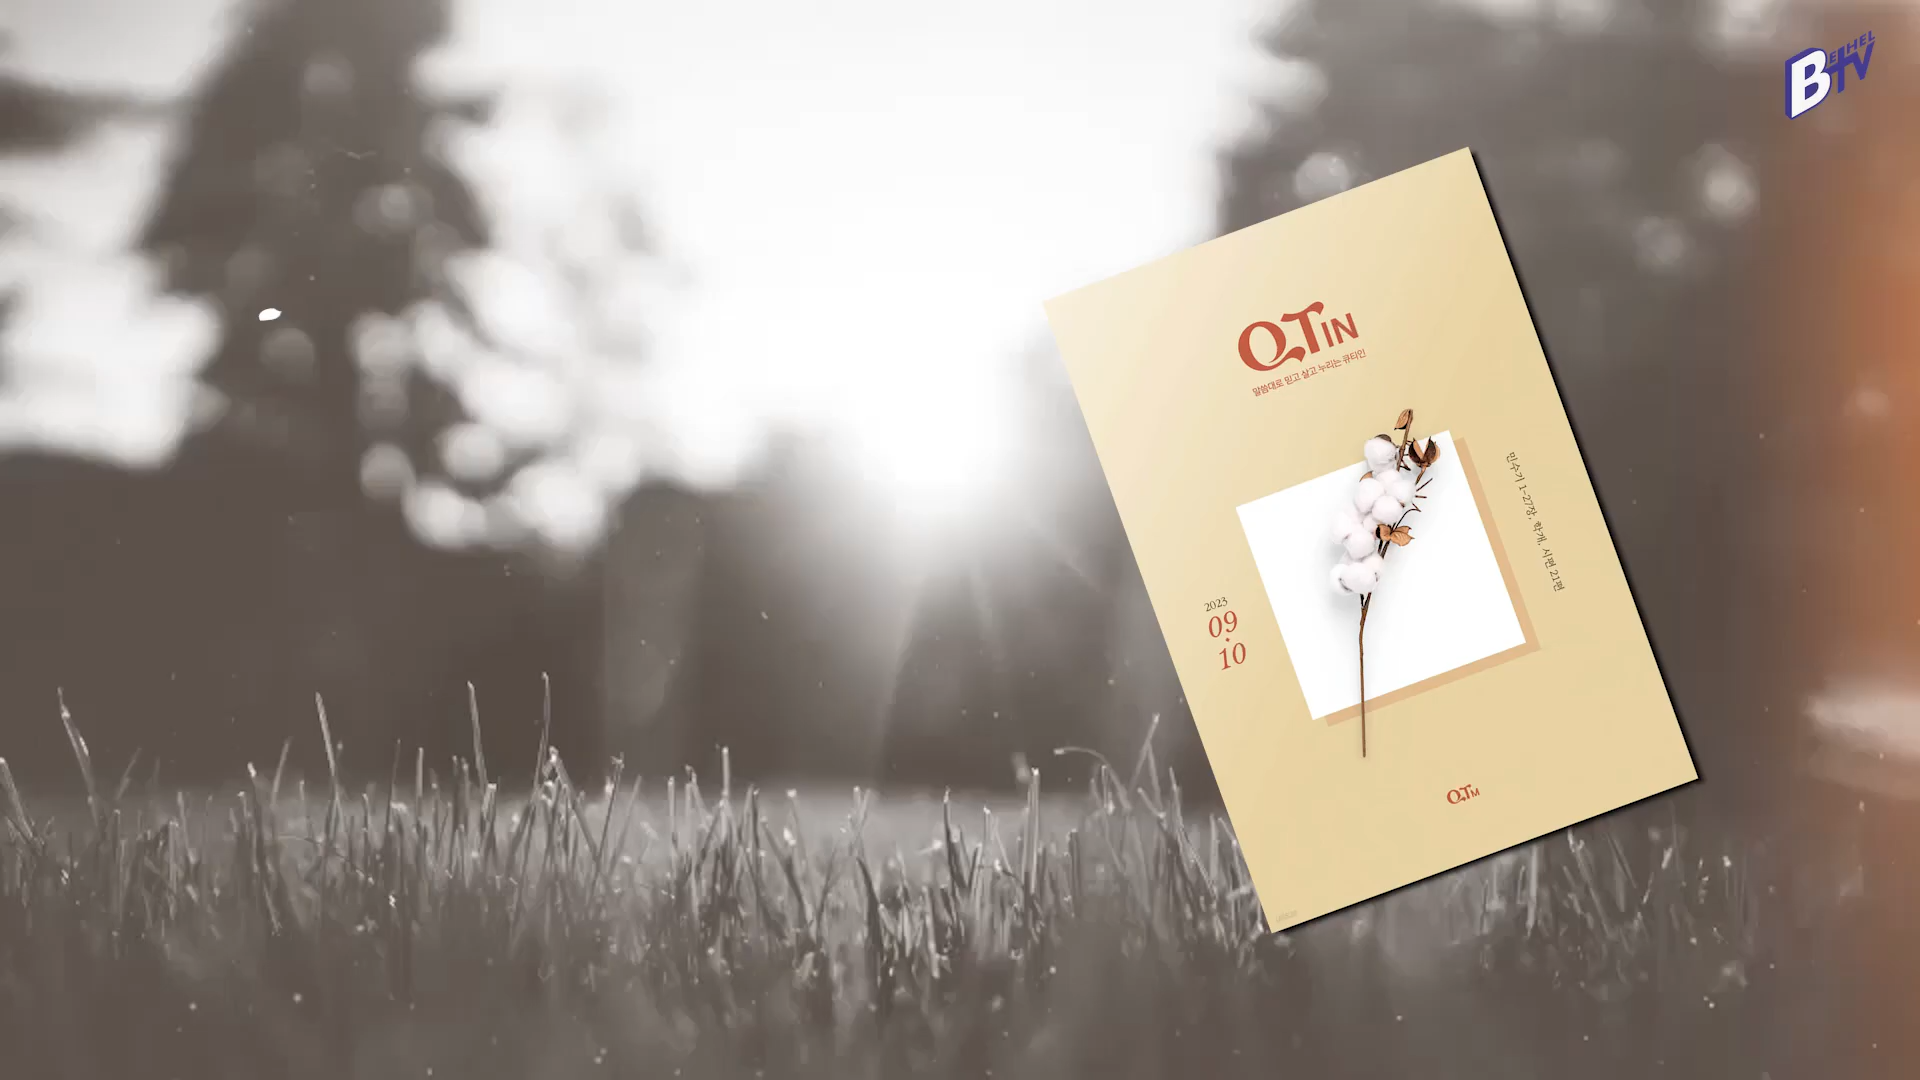 BETHEL
TV
QTIN
말씀대로 믿고 살고 누리는 큐티인
민수기 1-27장, 학개, 시편 21편
2023
09
·
10
QTM